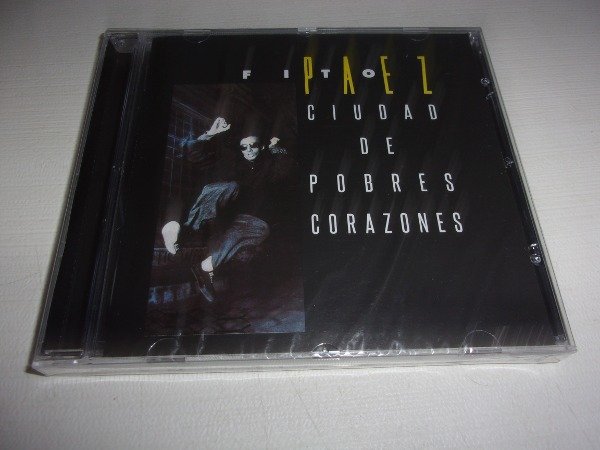 FITO PAEZ
CIUDAD
DE
POBRES
CORAZONES